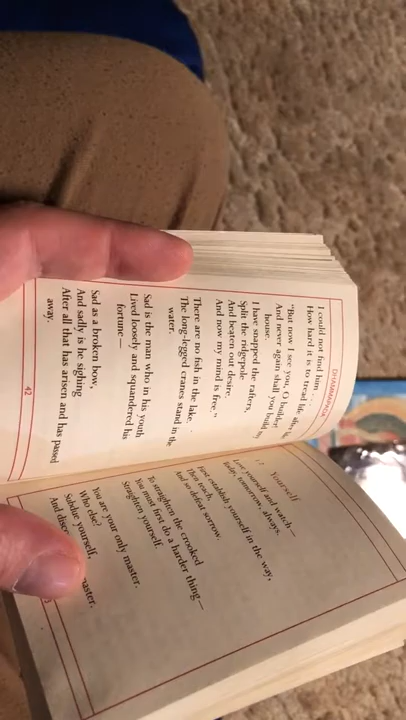 DHAMMAPADA
I could not find him . . .
How hard it is to tread life after life!
"But now I see you, O builder!
And never again shall you build my
house.
I have snapped the rafters,
Split the ridgepole
And beaten out desire.
And now my mind is free."
There are no fish in the lake.
The long-legged cranes stand in the
water.
Sad is the man who in his youth
Lived loosely and squandered his
fortune—
Sad as a broken bow,
And sadly is he sighing
After all that has arisen and has passed
away.
42
Yourself
Love yourself and watch—
Today, tomorrow, always.
First establish yourself in the way,
Then teach,
And so defeat sorrow.
To straighten the crooked
You must first do a harder thing—
Straighten yourself.
You are your only master.
Who else?
Subdue yourself,
And master.